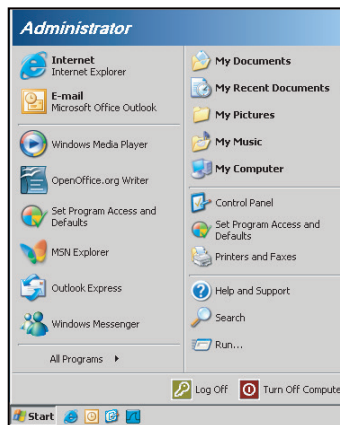 Administrator
Internet
Internet Explorer
E-mail
Microsoft Office Outlook
Windows Media Player
OpenOffice.org Writer
Set Program Access and
Defaults
MSN Explorer
Outlook Express
Windows Messenger
All Programs
My Documents
My Recent Documents
My Pictures
My Music
My Computer
Control Panel
Set Program Access and
Defaults
Printers and Faxes
Help and Support
Search
Run...
Log Off
Turn Off Compute
Start